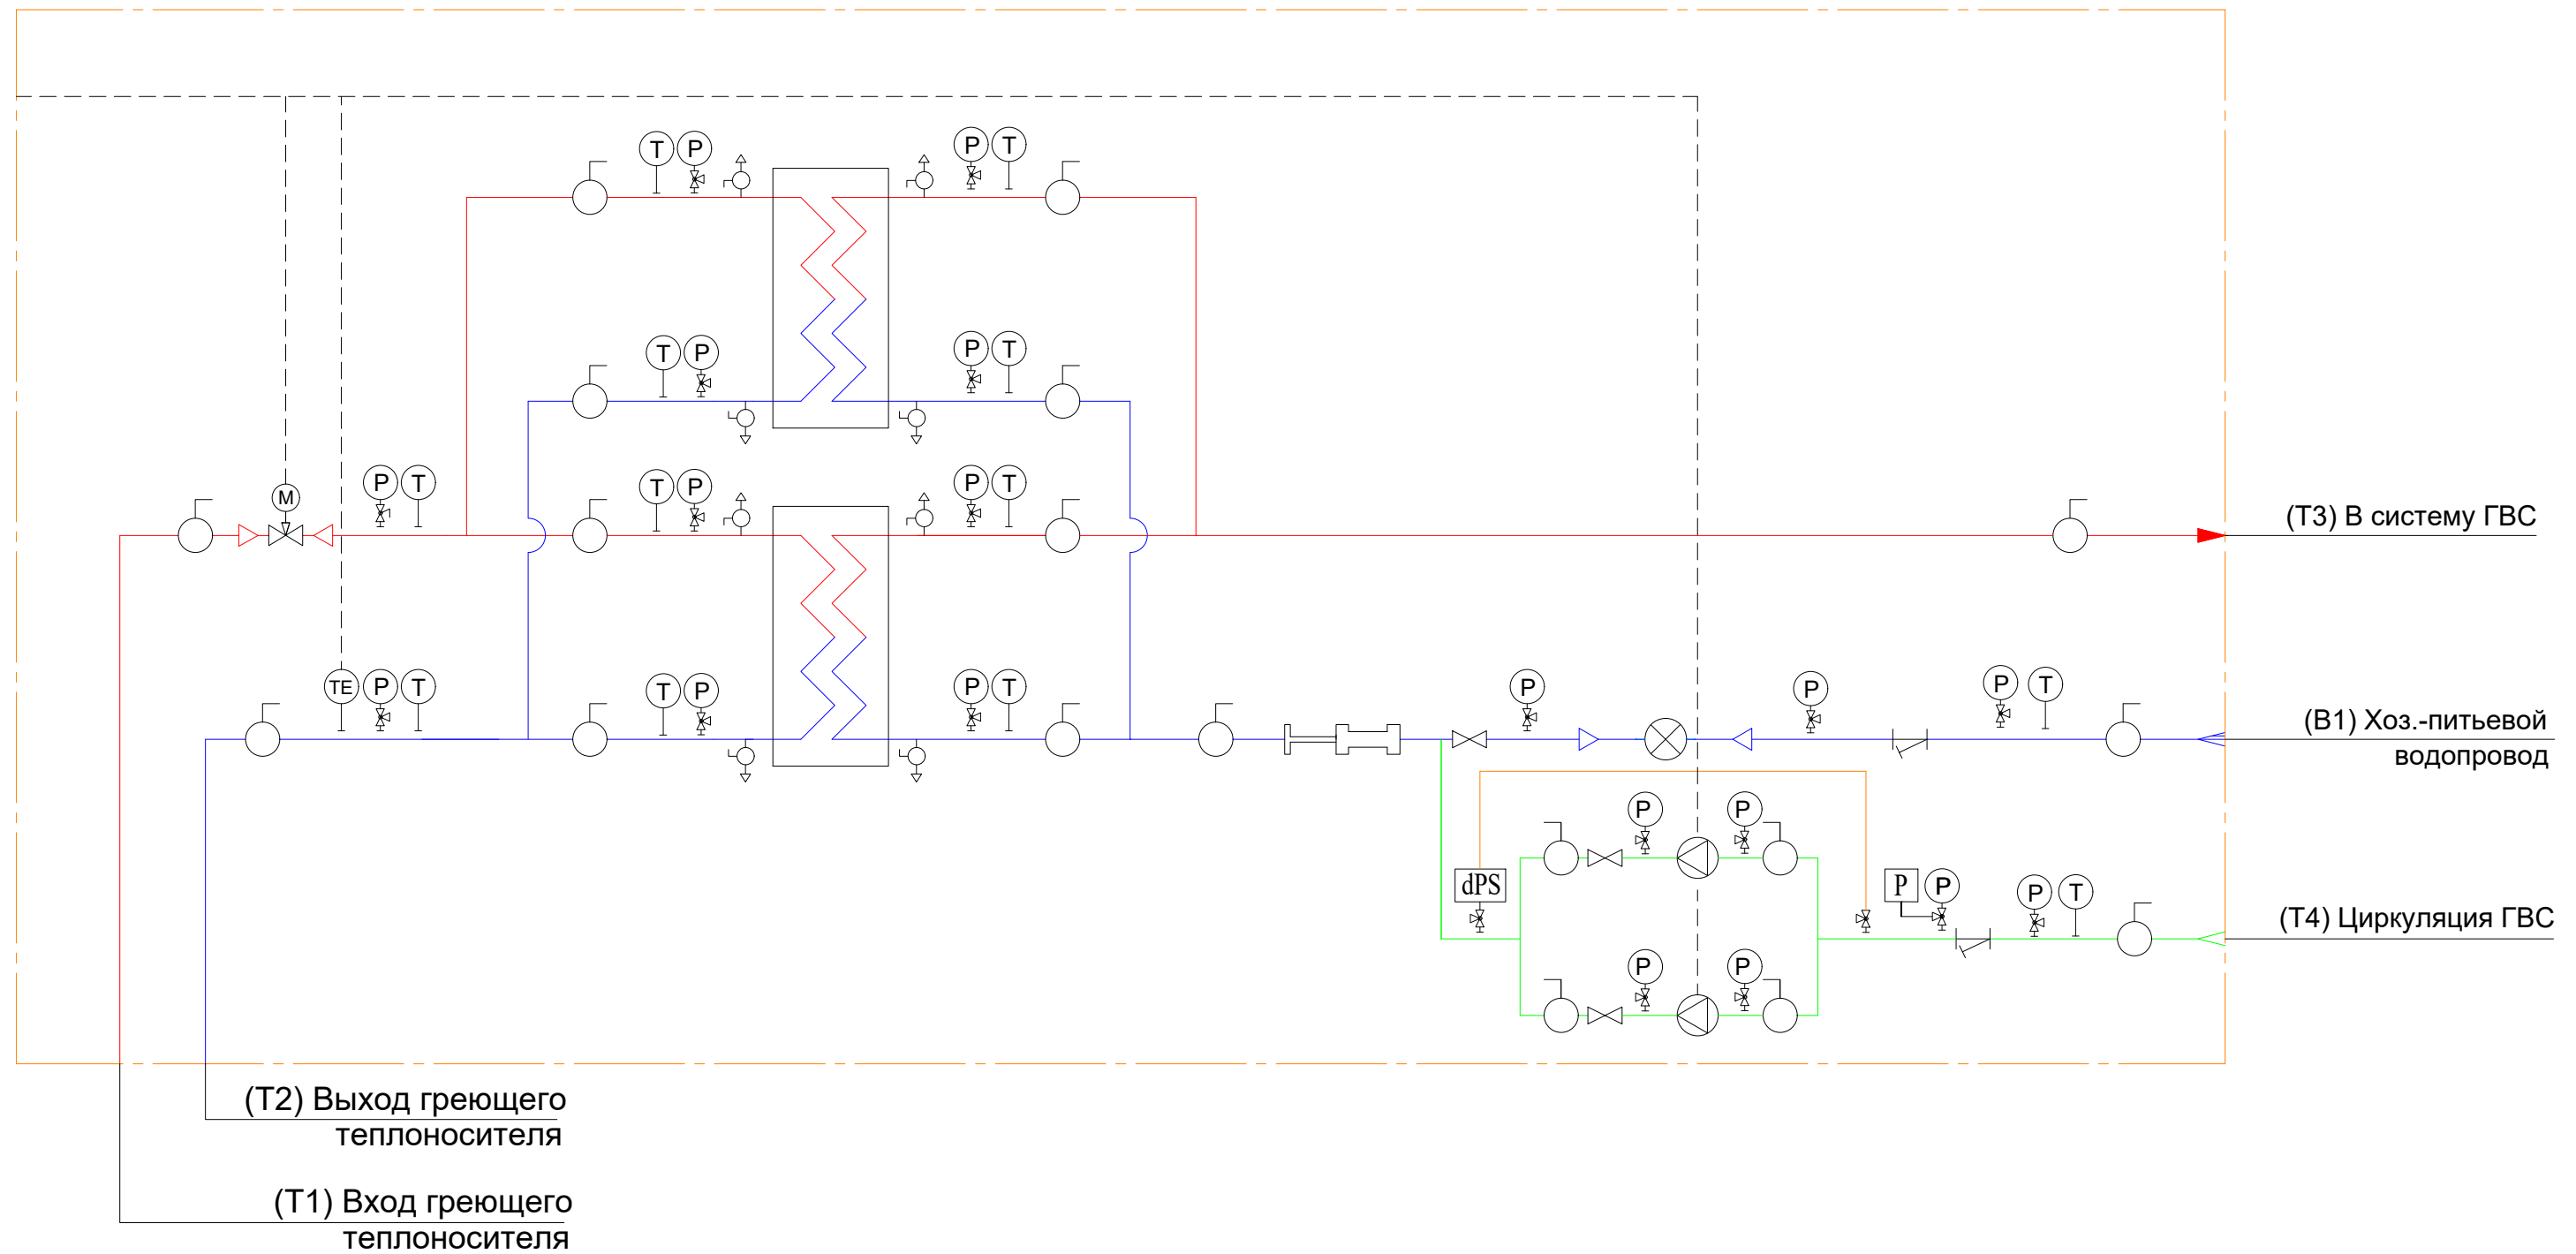 T P P T
T P P T
P T T P P T
M
(T3) В систему ГВС
TE P T T P P T P P P T
(В1) Хоз.-питьевой
водопровод
P P
dPS P P P T
(T4) Циркуляция ГВС
P P
(T2) Выход греющего
теплоносителя
(T1) Вход греющего
теплоносителя